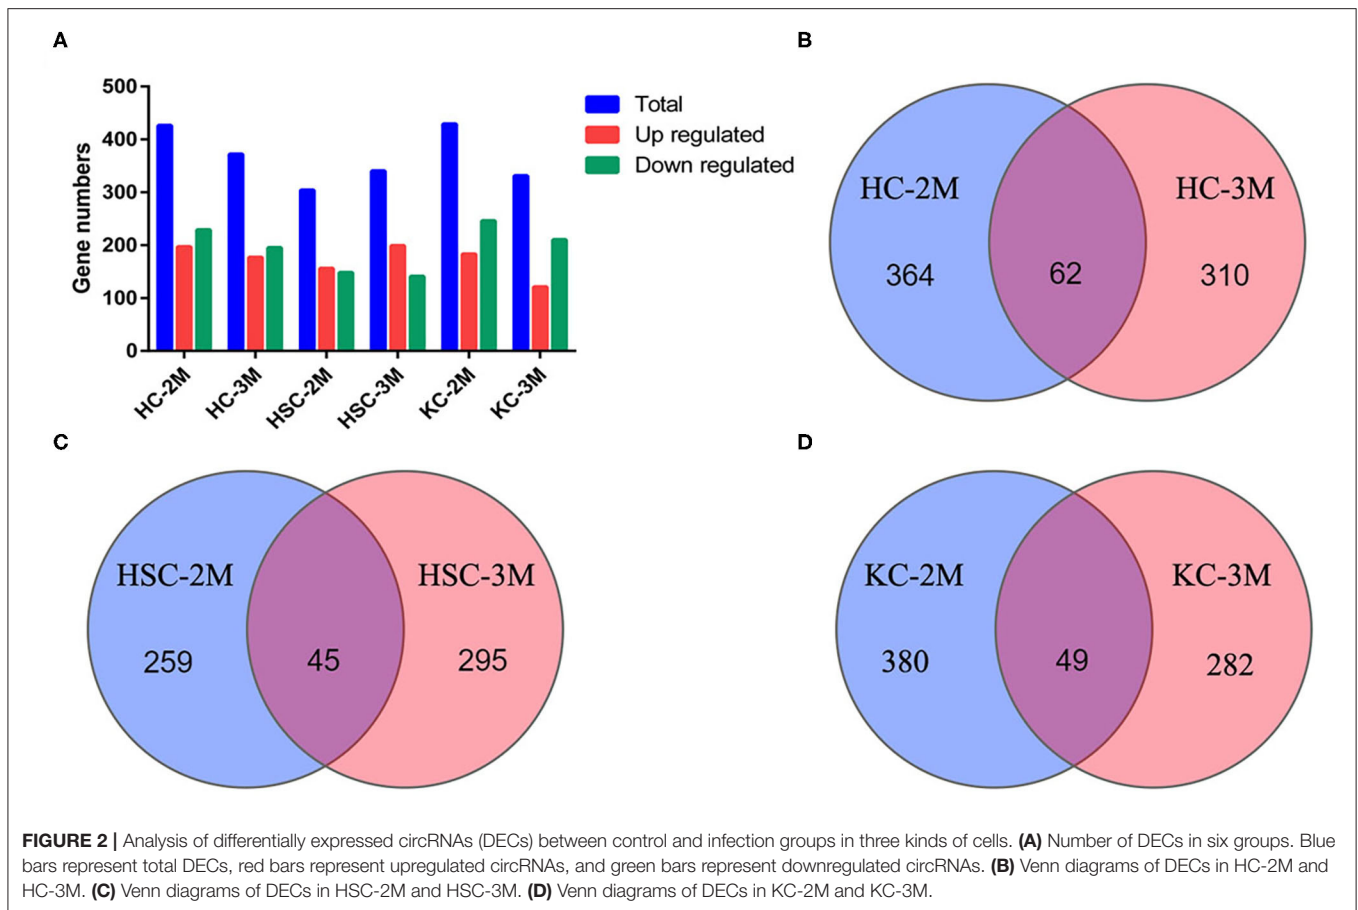 A
500
400
300
200
100
0
Gene numbers
HC-2M
HC-3M
HSC-2M
HSC-3M
KC-2M
KC-3M
Total
Up regulated
Down regulated
B
HC-2M
HC-3M
364
62
310
C
HSC-2M
HSC-3M
259
45
295
D
KC-2M
KC-3M
380
49
282
FIGURE 2 | Analysis of differentially expressed circRNAs (DECs) between control and infection groups in three kinds of cells. (A) Number of DECs in six groups. Blue
bars represent total DECs, red bars represent upregulated circRNAs, and green bars represent downregulated circRNAs. (B) Venn diagrams of DECs in HC-2M and
HC-3M. (C) Venn diagrams of DECs in HSC-2M and HSC-3M. (D) Venn diagrams of DECs in KC-2M and KC-3M.